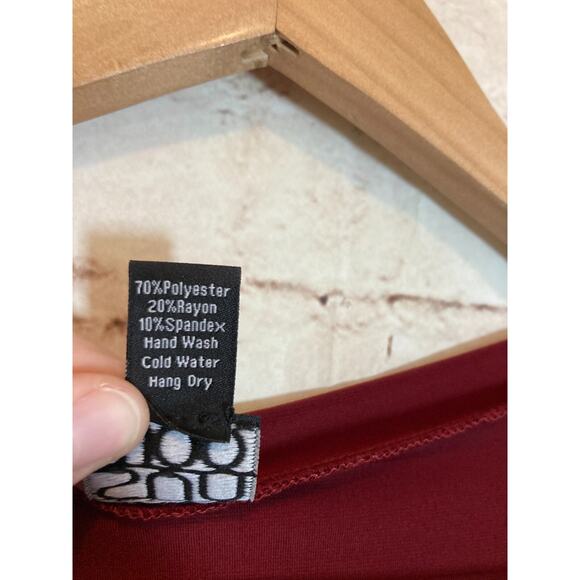 70%Polyester
20%Rayon
10%Spandex
Hand Wash
Cold Water
Hang Dry